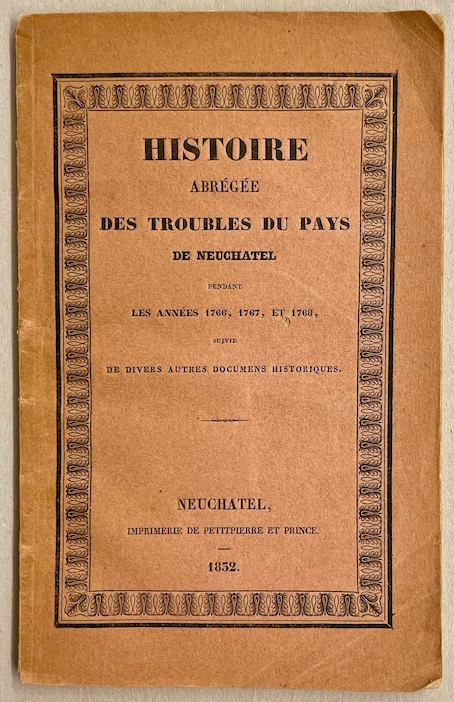 HISTOIRE
ABRÉGÉE
DES TROUBLES DU PAYS
DE NEUCHATEL
PENDANT
LES ANNÉES 1766, 1767, ET 1768,
SUIVIE
DE DIVERS AUTRES DOCUMENS HISTORIQUES.
NEUCHATEL,
IMPRIMERIE DE PETITPIERRE ET PRINCE.
1832.